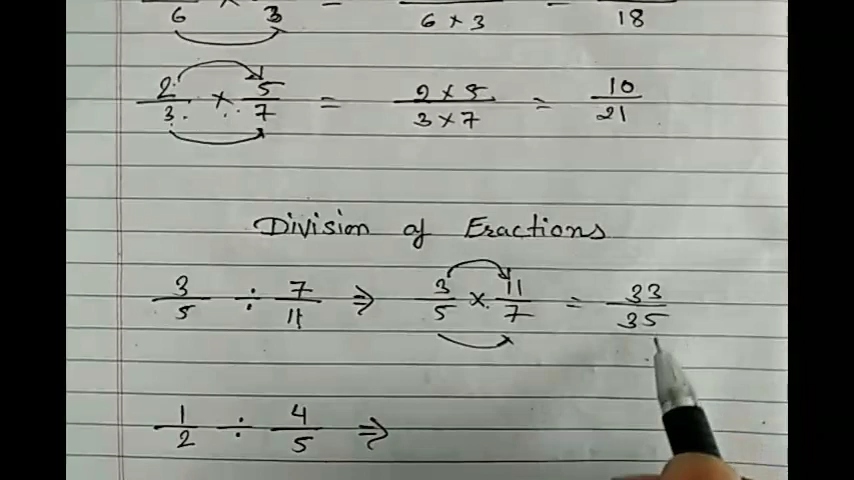 6 × 3 = 6 × 3 = 18
2/3 × 5/7 = 2 × 5 / 3 × 7 = 10/21
Division of Fractions
3/5 ÷ 7/11 ⇒ 3/5 × 11/7 = 33/35
1/2 ÷ 4/5 ⇒